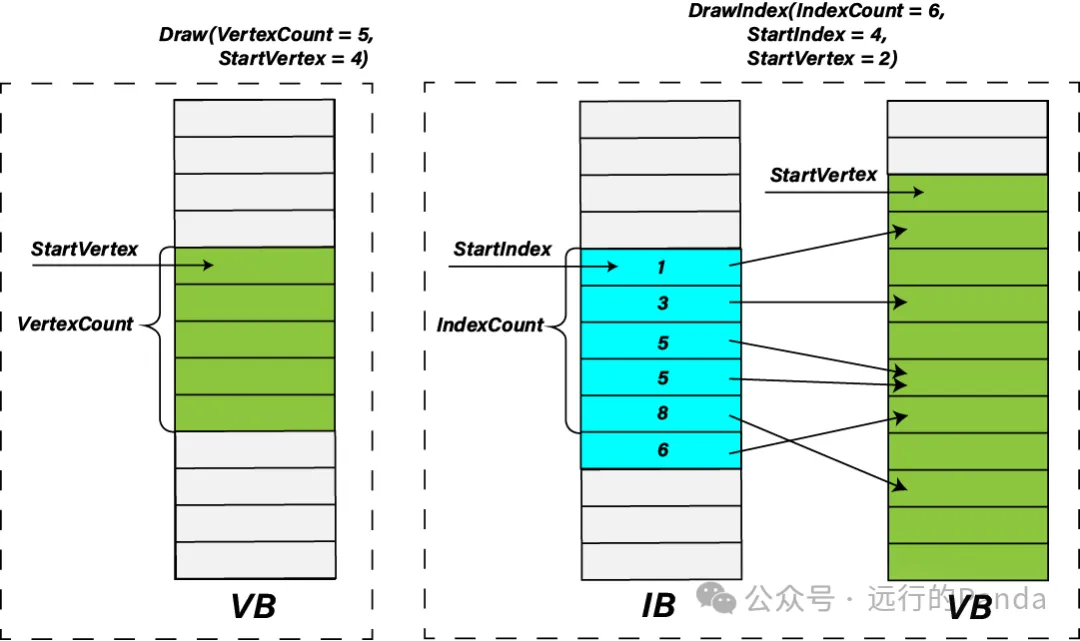 Draw(VertexCount = 5,
StartVertex = 4)
StartVertex
VertexCount
VB
DrawIndex(IndexCount = 6,
StartIndex = 4,
StartVertex = 2)
StartIndex
IndexCount
1
3
5
5
8
6
IB
StartVertex
VB
公众号 · 远行的Panda